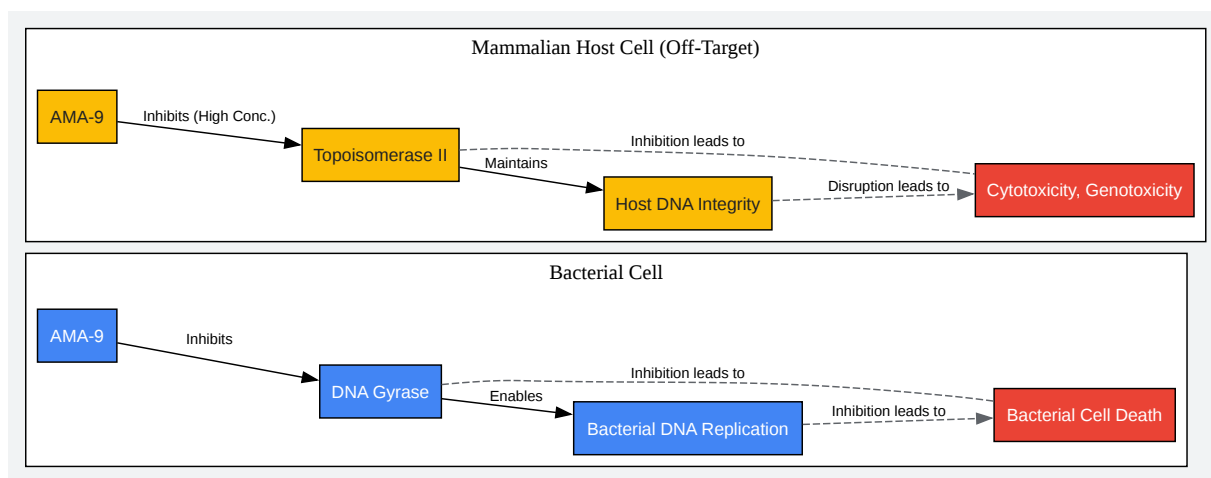 Mammalian Host Cell (Off-Target)
AMA-9
Inhibits (High Conc.)
Topoisomerase II
Inhibition leads to
Maintains
Host DNA Integrity
Disruption leads to
Cytotoxicity, Genotoxicity
Bacterial Cell
AMA-9
Inhibits
DNA Gyrase
Inhibition leads to
Enables
Bacterial DNA Replication
Inhibition leads to
Bacterial Cell Death